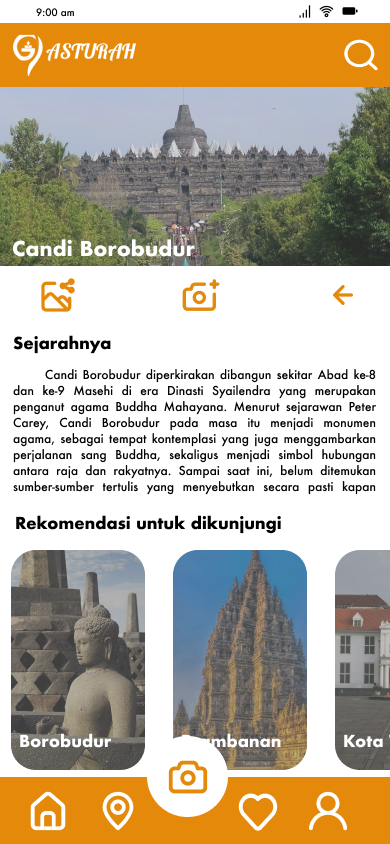 9:00 am
ASTURAH
Candi Borobudur
Sejarahnya
Candi Borobudur diperkirakan dibangun sekitar Abad ke-8
dan ke-9 Masehi di era Dinasti Syailendra yang merupakan
penganut agama Buddha Mahayana. Menurut sejarawan Peter
Carey, Candi Borobudur pada masa itu menjadi monumen
agama, sebagai tempat kontemplasi yang juga menggambarkan
perjalanan sang Buddha, sekaligus menjadi simbol hubungan
antara raja dan rakyatnya. Sampai saat ini, belum ditemukan
sumber-sumber tertulis yang menyebutkan secara pasti kapan
Rekomendasi untuk dikunjungi
Borobudur
mbanan
Kota